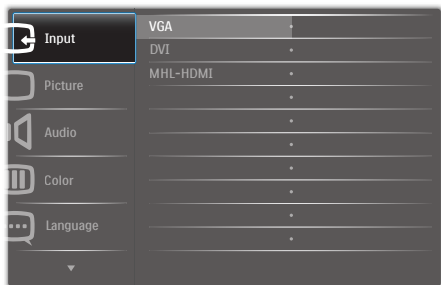 Input
Picture
Audio
Color
Language
VGA
DVI
MHL-HDMI